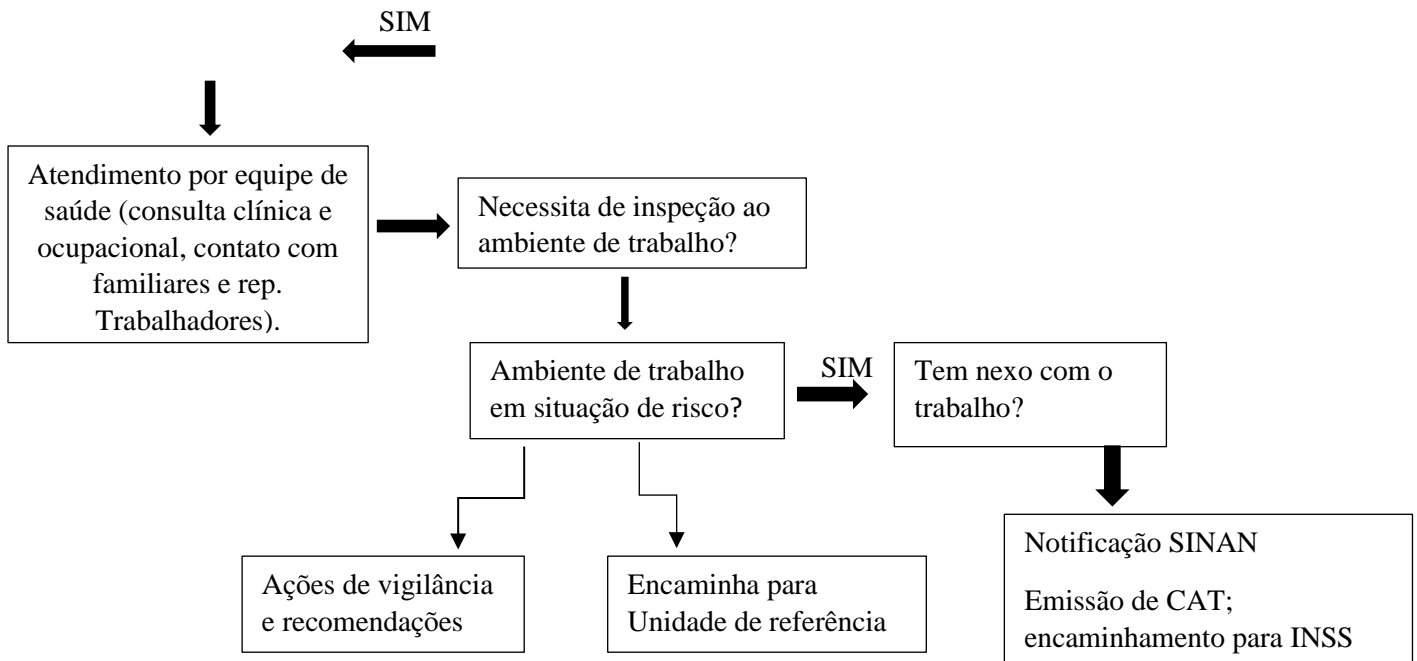 SIM
Atendimento por equipe de
saúde (consulta clínica e
ocupacional, contato com
familiares e rep.
Trabalhadores).
Necessita de inspeção ao
ambiente de trabalho?
Ambiente de trabalho
em situação de risco?
SIM
Tem nexo com o
trabalho?
Ações de vigilância
e recomendações
Encaminha para
Unidade de referência
Notificação SINAN
Emissão de CAT;
encaminhamento para INSS